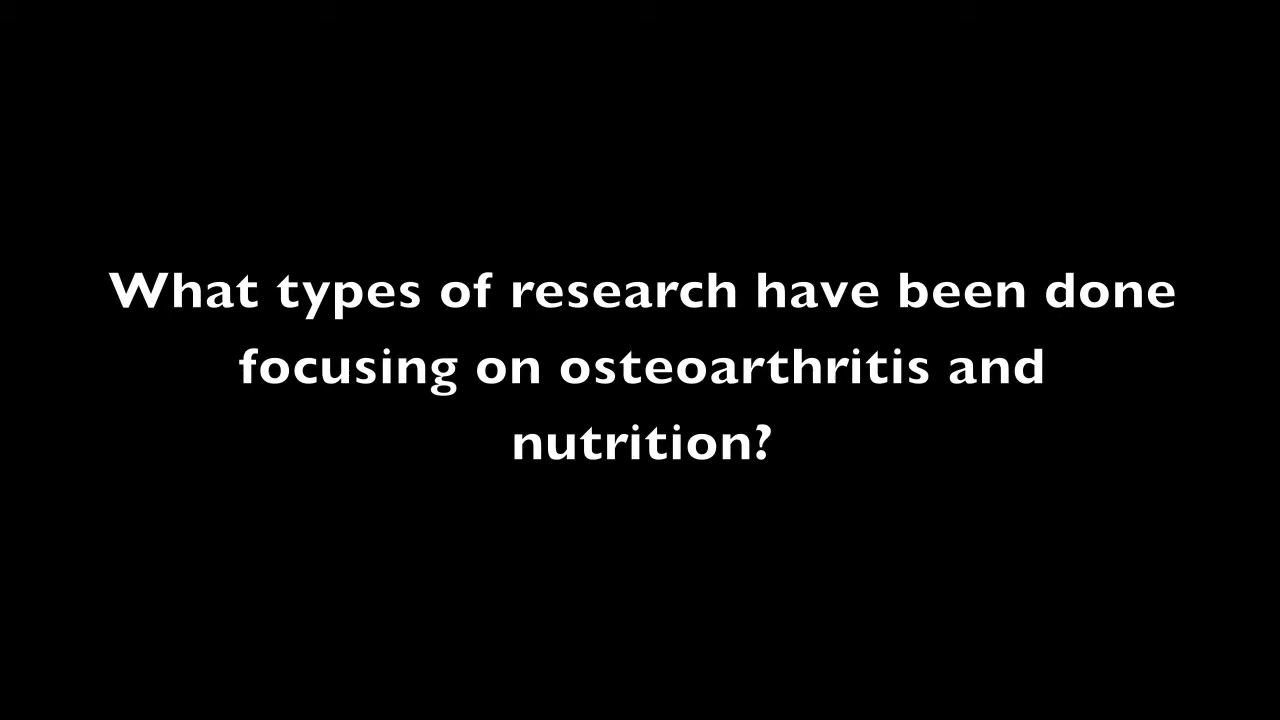 What types of research have been done
focusing on osteoarthritis and
nutrition?